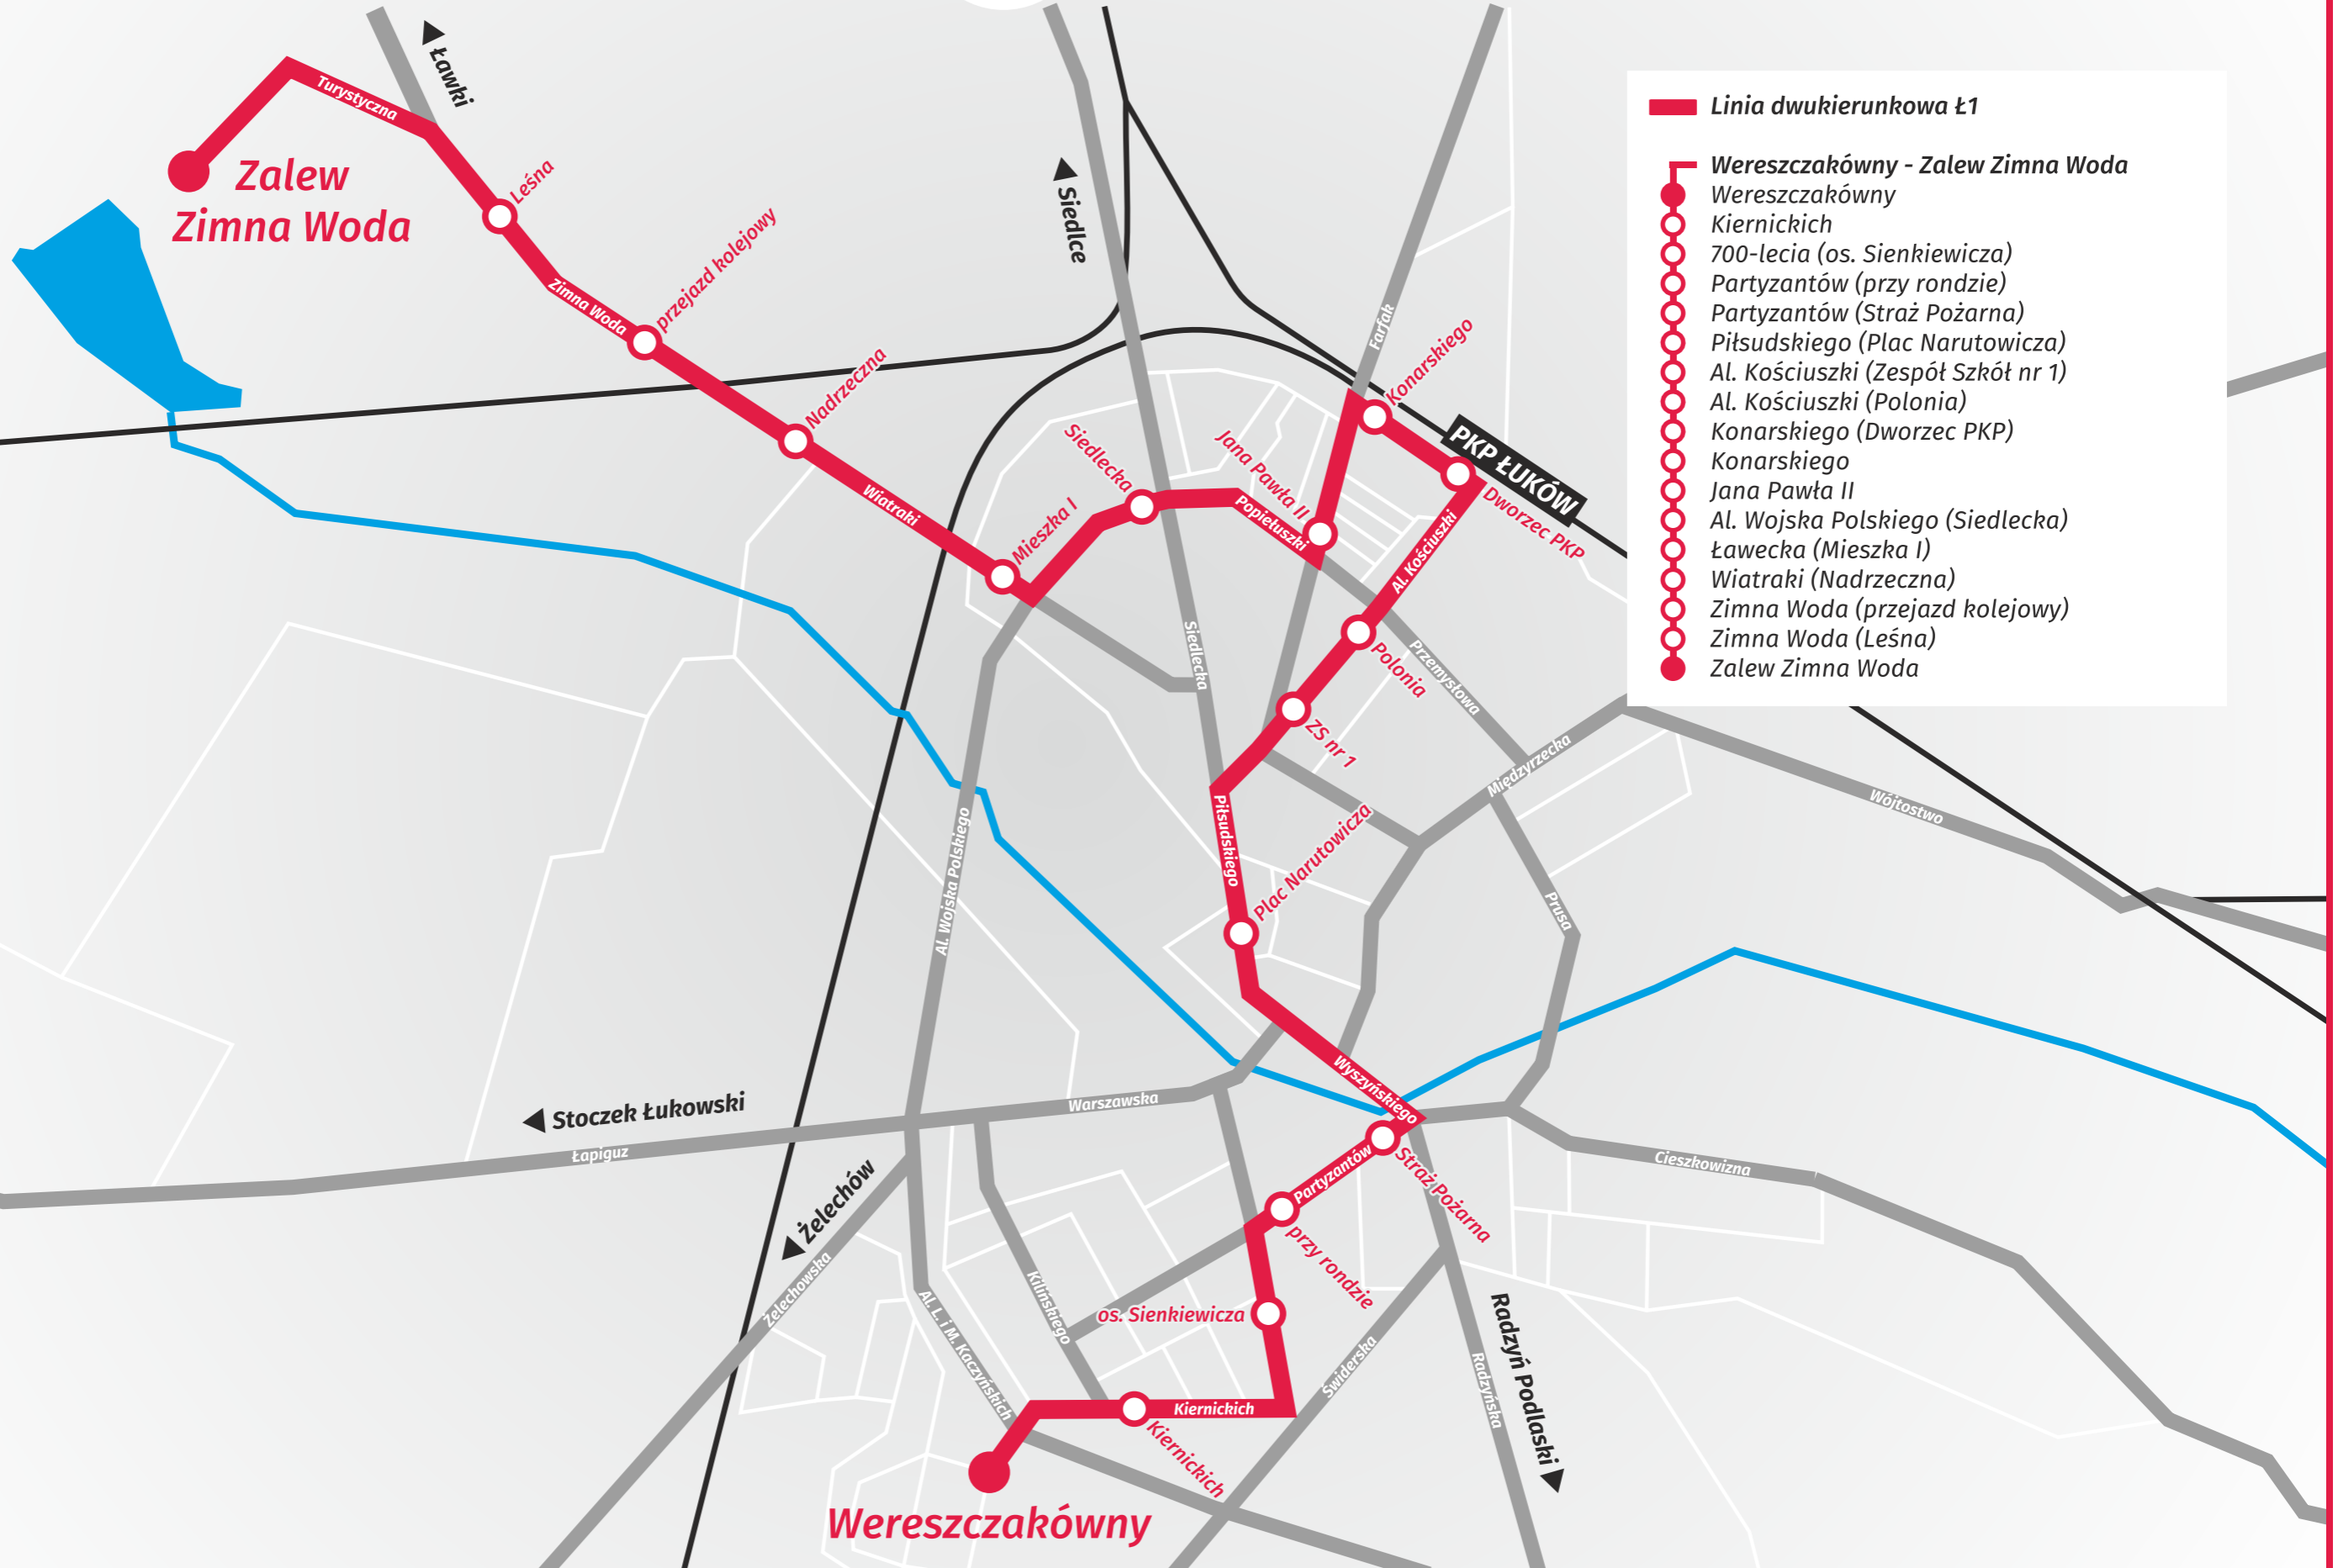 Ławki
Turystyczna
Zalew
Zimna Woda
Leśna
Zimna Woda
przejazd kolejowy
Nadrzeczna
Wiatraki
Mieszka I
Siedlce
Siedlecka
Popiełuszki
Jana Pawła II
Farfak
Konarskiego
PKP ŁUKÓW
Dworzec PKP
Al. Kościuszki
Polonia
Przemysłowa
ZS nr 1
Siedlecka
Międzyrzecka
Wójtostwo
Piłsudskiego
Plac Narutowicza
Prusa
Al. Wojska Polskiego
Wyszyńskiego
Warszawska
Stoczek Łukowski
Łapiguz
Cieszkowizna
Straż Pożarna
Partyzantów
przy rondzie
Żelechów
Żelechowska
Al. L. i M. Kaczyńskich
Kilińskiego
os. Sienkiewicza
Świderska
Radzyńska
Radzyń Podlaski
Kiernickich
Kiernickich
Wereszczakówny
Linia dwukierunkowa Ł1
Wereszczakówny - Zalew Zimna Woda
Wereszczakówny
Kiernickich
700-lecia (os. Sienkiewicza)
Partyzantów (przy rondzie)
Partyzantów (Straż Pożarna)
Piłsudskiego (Plac Narutowicza)
Al. Kościuszki (Zespół Szkół nr 1)
Al. Kościuszki (Polonia)
Konarskiego (Dworzec PKP)
Konarskiego
Jana Pawła II
Al. Wojska Polskiego (Siedlecka)
Ławecka (Mieszka I)
Wiatraki (Nadrzeczna)
Zimna Woda (przejazd kolejowy)
Zimna Woda (Leśna)
Zalew Zimna Woda